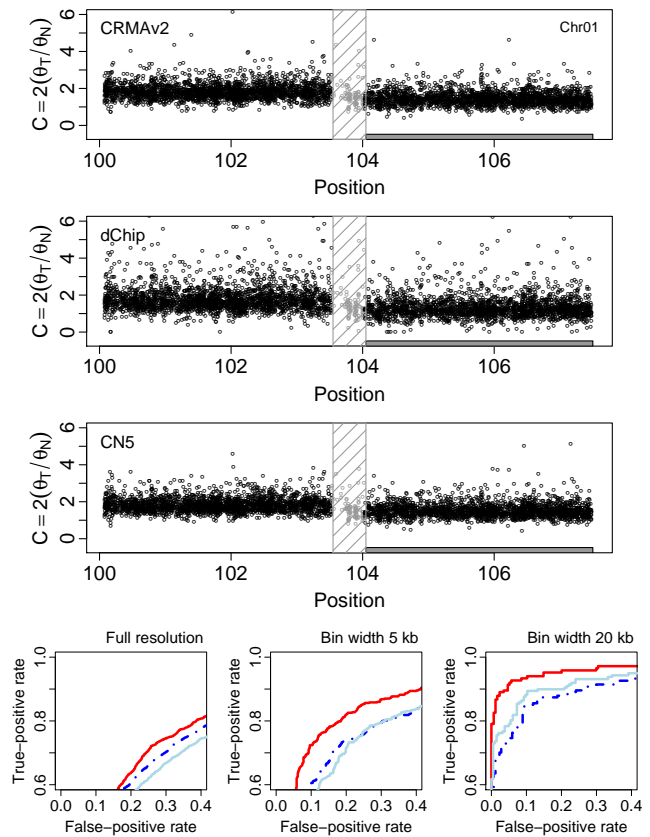 CRMAv2
Chr01
C = 2(θT/θN)
0 2 4 6
100 102 104 106
Position
dChip
C = 2(θT/θN)
0 2 4 6
100 102 104 106
Position
CN5
C = 2(θT/θN)
0 2 4 6
100 102 104 106
Position
Full resolution
True−positive rate
0.6 0.8 1.0
0.0 0.1 0.2 0.3 0.4
False−positive rate
Bin width 5 kb
True−positive rate
0.6 0.8 1.0
0.0 0.1 0.2 0.3 0.4
False−positive rate
Bin width 20 kb
True−positive rate
0.6 0.8 1.0
0.0 0.1 0.2 0.3 0.4
False−positive rate